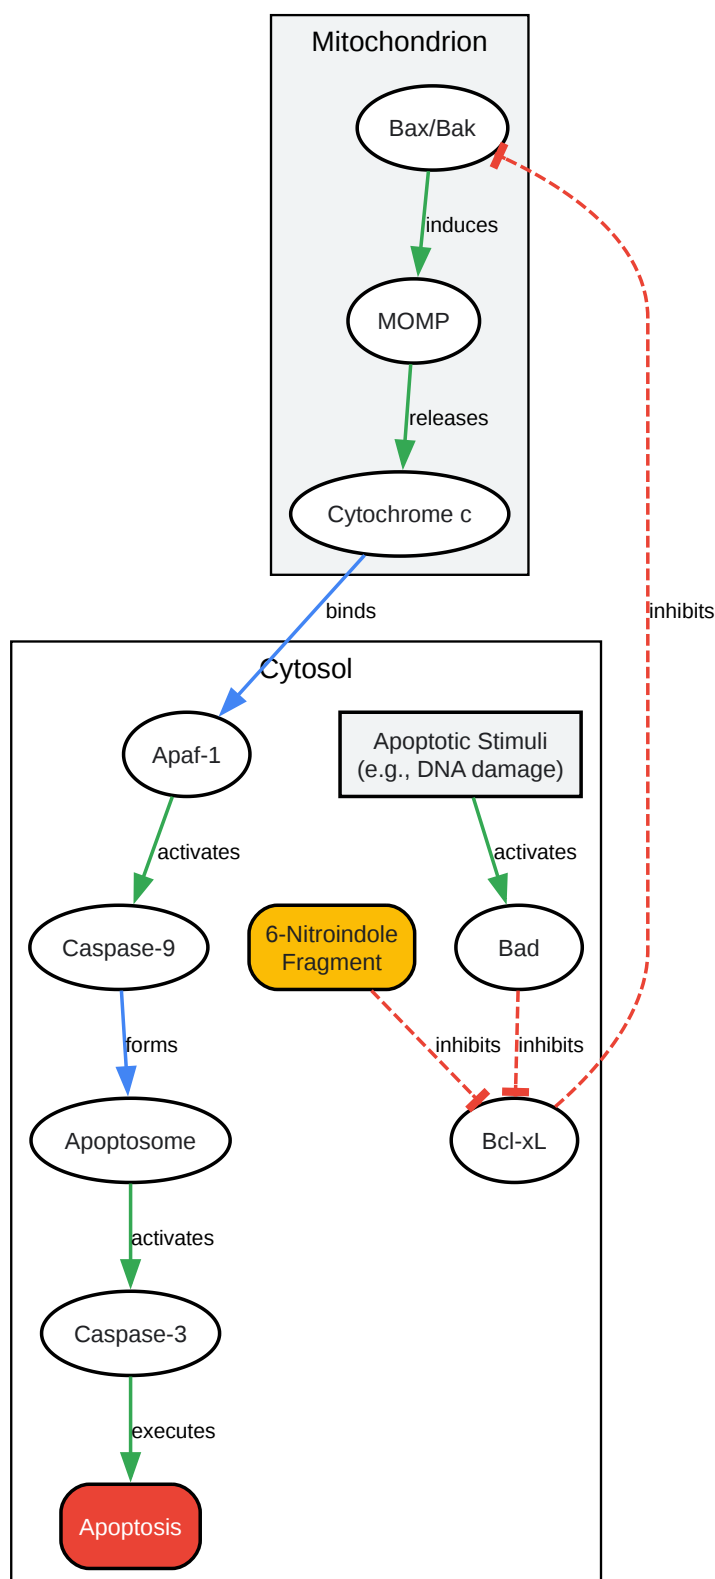 Mitochondrion
Bax/Bak
induces
MOMP
releases
Cytochrome c
binds
inhibits
Cytosol
Apaf-1
Apoptotic Stimuli
(e.g., DNA damage)
activates
activates
Caspase-9
6-Nitroindole
Fragment
Bad
forms
inhibits
inhibits
Apoptosome
Bcl-xL
activates
Caspase-3
executes
Apoptosis